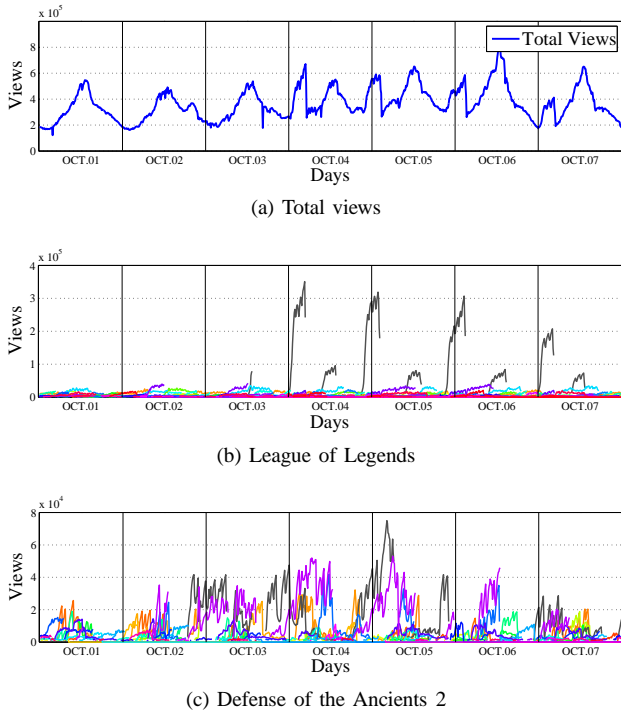 x 10^5
Total Views
8
6
4
2
0
Views
OCT.01 OCT.02 OCT.03 OCT.04 OCT.05 OCT.06 OCT.07
Days
(a) Total views
x 10^5
4
3
2
1
0
Views
OCT.01 OCT.02 OCT.03 OCT.04 OCT.05 OCT.06 OCT.07
Days
(b) League of Legends
x 10^4
8
6
4
2
0
Views
OCT.01 OCT.02 OCT.03 OCT.04 OCT.05 OCT.06 OCT.07
Days
(c) Defense of the Ancients 2